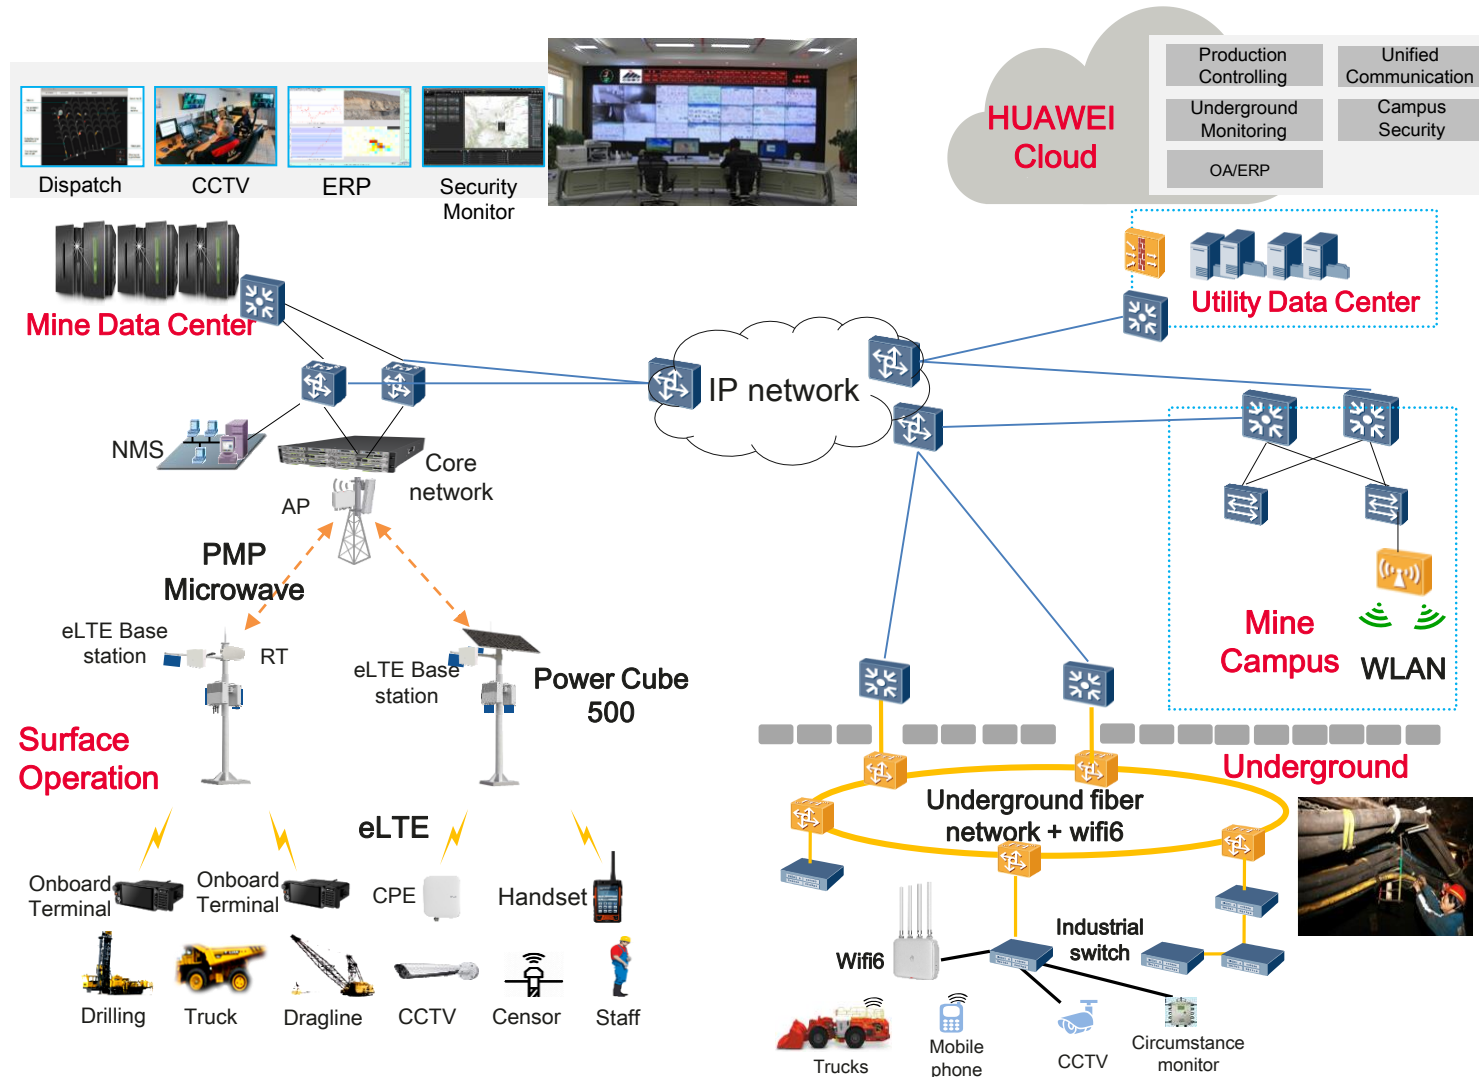 Dispatch
CCTV
ERP
Security
Monitor
HUAWEI
Cloud
Production
Controlling
Unified
Communication
Underground
Monitoring
Campus
Security
OA/ERP
Mine Data Center
Utility Data Center
IP network
NMS
Core
network
AP
PMP
Microwave
eLTE Base
station
RT
eLTE Base
station
Power Cube
500
Mine
Campus
WLAN
Surface
Operation
Underground
Underground fiber
network + wifi6
eLTE
Onboard
Terminal
Onboard
Terminal
CPE
Handset
Industrial
switch
Wifi6
Drilling
Truck
Dragline
CCTV
Censor
Staff
Trucks
Mobile
phone
CCTV
Circumstance
monitor